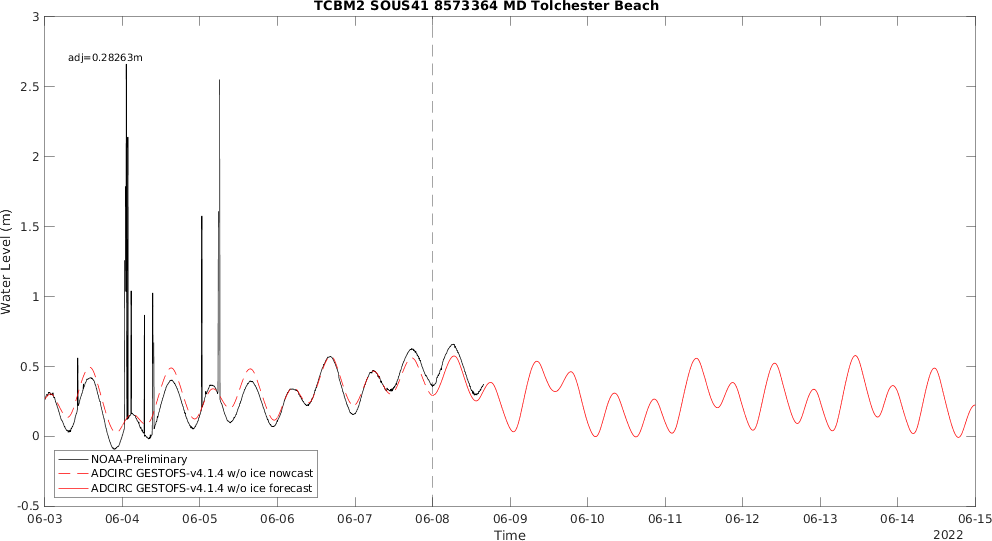 TCBM2 SOUS41 8573364 MD Tolchester Beach
adj=0.28263m
3
2.5
2
1.5
1
0.5
0
-0.5
Water Level (m)
NOAA-Preliminary
ADCIRC GESTOFS-v4.1.4 w/o ice nowcast
ADCIRC GESTOFS-v4.1.4 w/o ice forecast
06-03 06-04 06-05 06-06 06-07 06-08 06-09 06-10 06-11 06-12 06-13 06-14 06-15
Time
2022